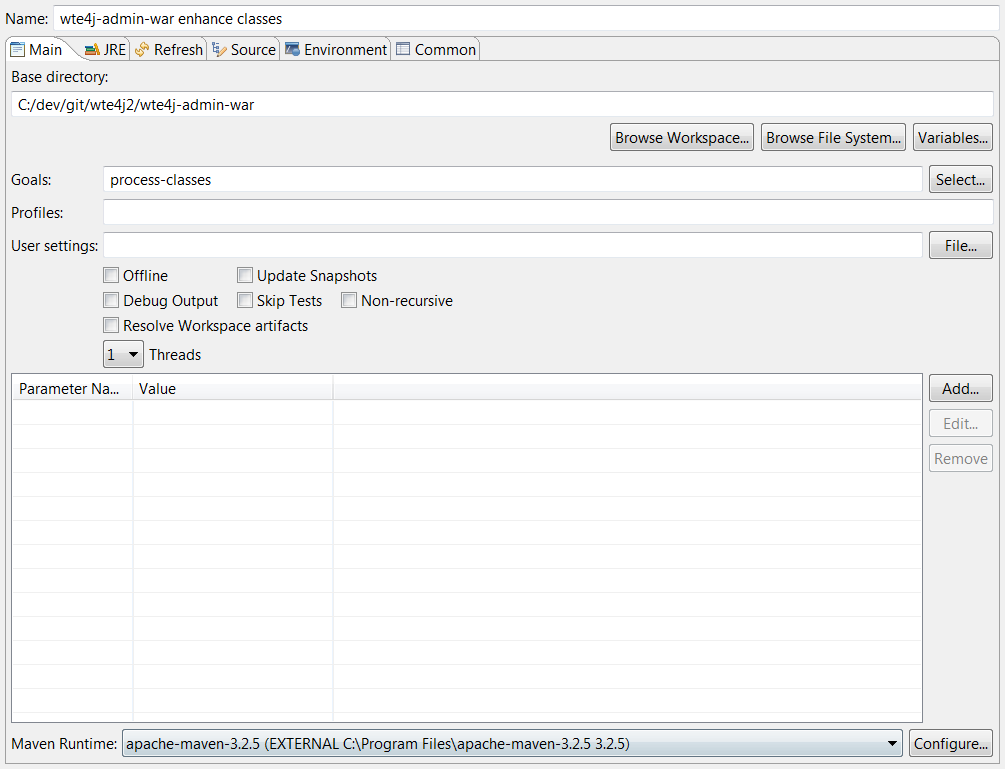 Name: wte4j-admin-war enhance classes
Main JRE Refresh Source Environment Common
Base directory:
C:/dev/git/wte4j2/wte4j-admin-war
Browse Workspace... Browse File System... Variables...
Goals: process-classes Select...
Profiles:
User settings: File...
Offline Update Snapshots
Debug Output Skip Tests Non-recursive
Resolve Workspace artifacts
1 Threads
Parameter Na... Value Add...
Edit...
Remove
Maven Runtime: apache-maven-3.2.5 (EXTERNAL C:\Program Files\apache-maven-3.2.5 3.2.5) Configure...